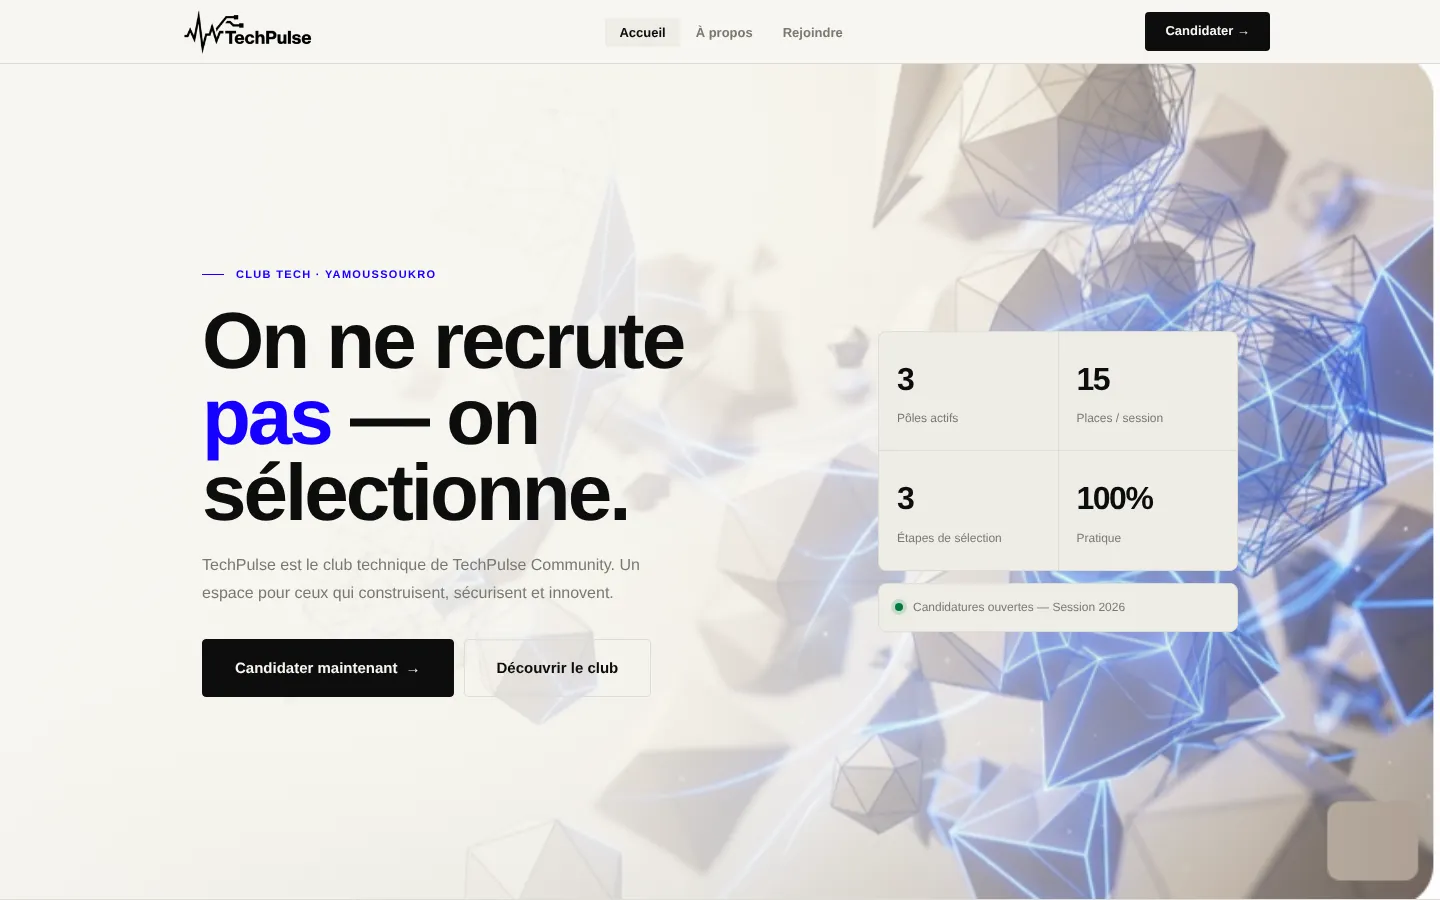 TechPulse
Accueil
À propos
Rejoindre
Candidater →
CLUB TECH · YAMOUSSOUKRO
On ne recrute
pas — on
sélectionne.
TechPulse est le club technique de TechPulse Community. Un
espace pour ceux qui construisent, sécurisent et innovent.
Candidater maintenant →
Découvrir le club
3
Pôles actifs
15
Places / session
3
Étapes de sélection
100%
Pratique
Candidatures ouvertes — Session 2026